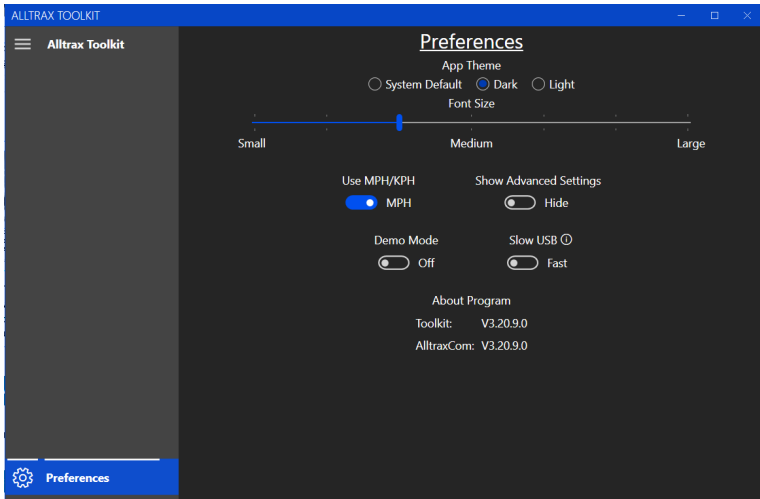 ALLTRAX TOOLKIT
Alltrax Toolkit
Preferences
App Theme
System Default Dark Light
Font Size
Small Medium Large
Use MPH/KPH Show Advanced Settings
MPH Hide
Demo Mode Slow USB
Off Fast
About Program
Toolkit: V3.20.9.0
AlltraxCom: V3.20.9.0
Preferences